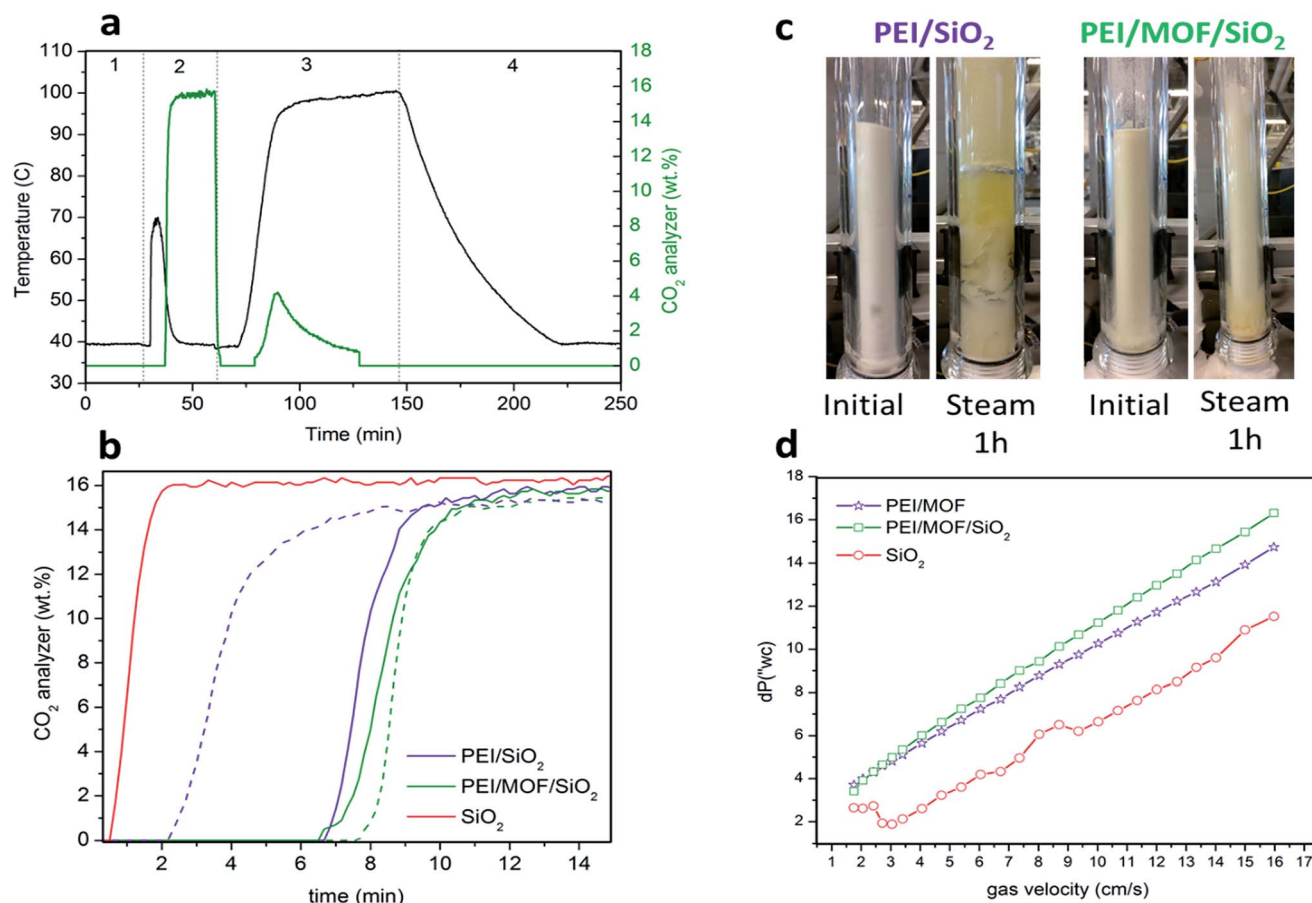 a
110
100
90
80
70
60
50
40
30
Temperature (C)
1
2
3
4
18
16
14
12
10
8
6
4
2
0
CO₂ analyzer (wt.%)
0 50 100 150 200 250
Time (min)
b
16
14
12
10
8
6
4
2
0
CO₂ analyzer (wt.%)
PEI/SiO₂
PEI/MOF/SiO₂
SiO₂
2 4 6 8 10 12 14
time (min)
c
PEI/SiO₂ PEI/MOF/SiO₂
Initial Steam Initial Steam
1h 1h
d
18
16
14
12
10
8
6
4
2
dP("wc)
PEI/MOF
PEI/MOF/SiO₂
SiO₂
1 2 3 4 5 6 7 8 9 10 11 12 13 14 15 16 17
gas velocity (cm/s)